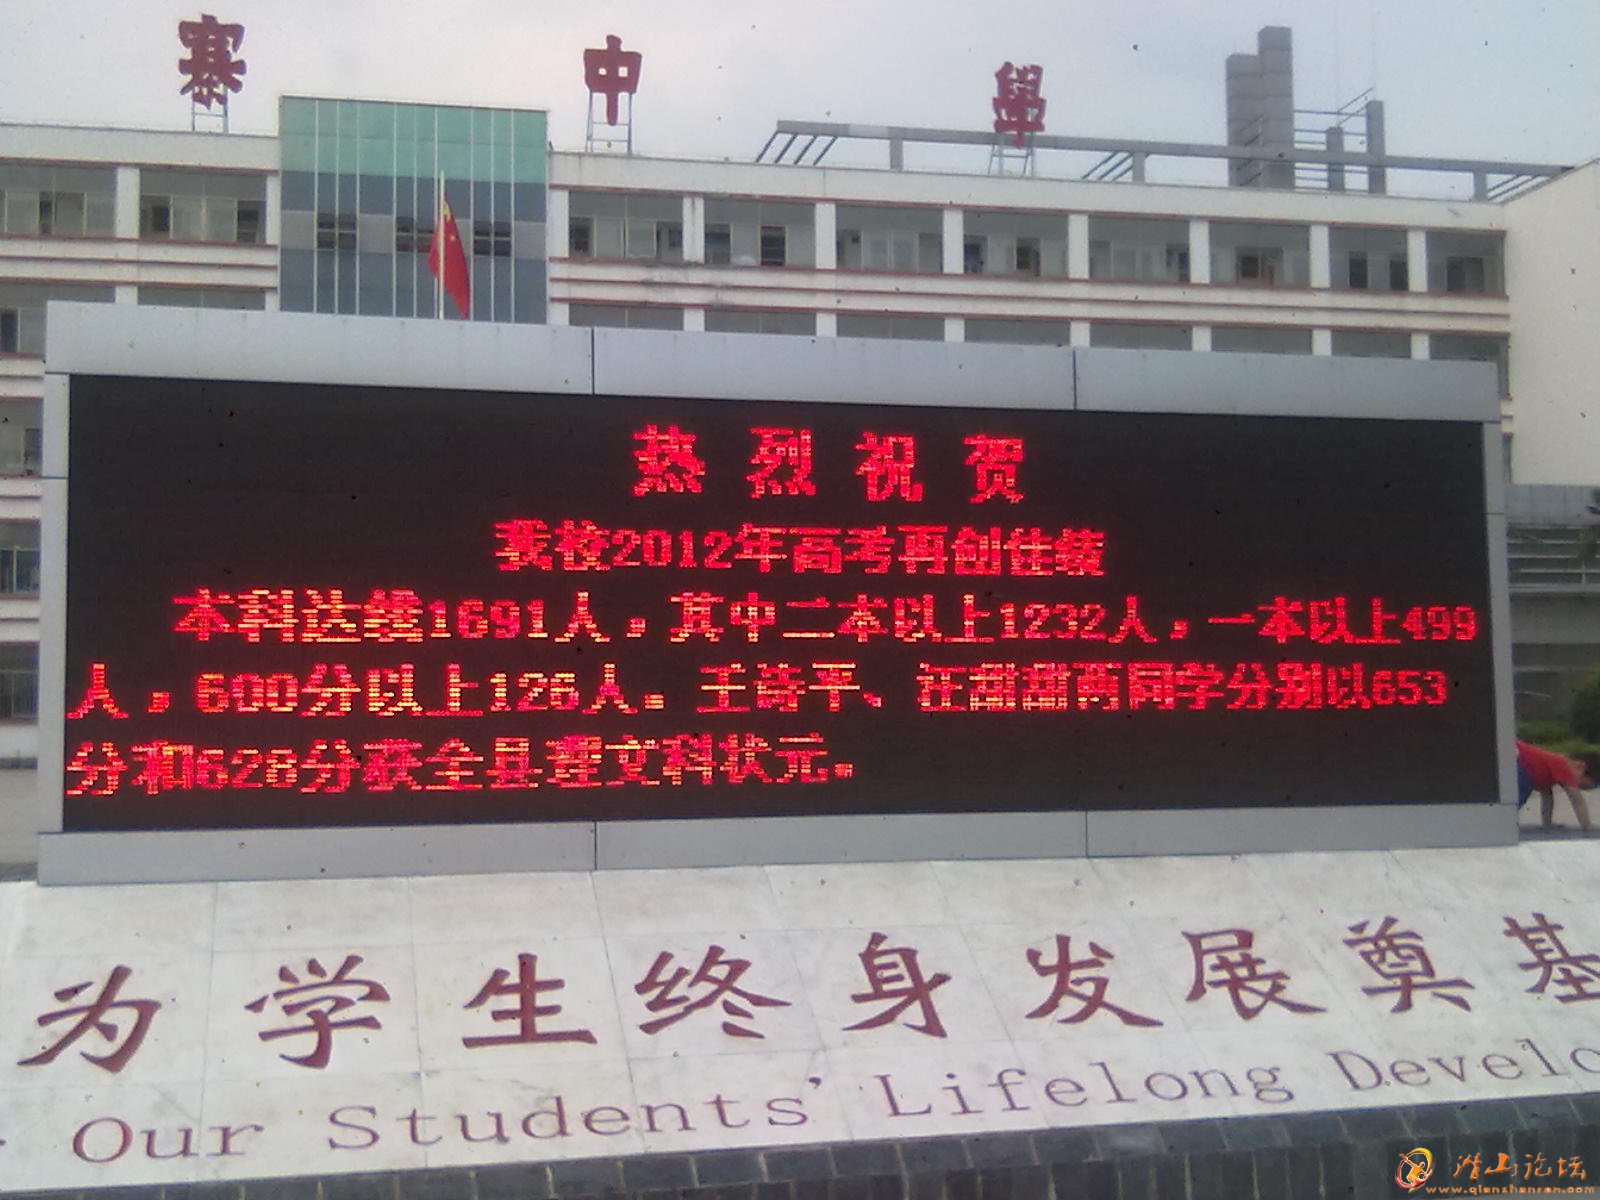 寨中學
热烈祝贺
我校2012年高考再创佳绩
本科达线1691人，其中二本以上1232人，一本以上499
人，600分以上126人。王诗平、汪甜甜两同学分别以653
分和628分获全县理文科状元。
为学生终身发展奠基
Our Students' Lifelong Develo
潜山论坛
www.qianshanren.com